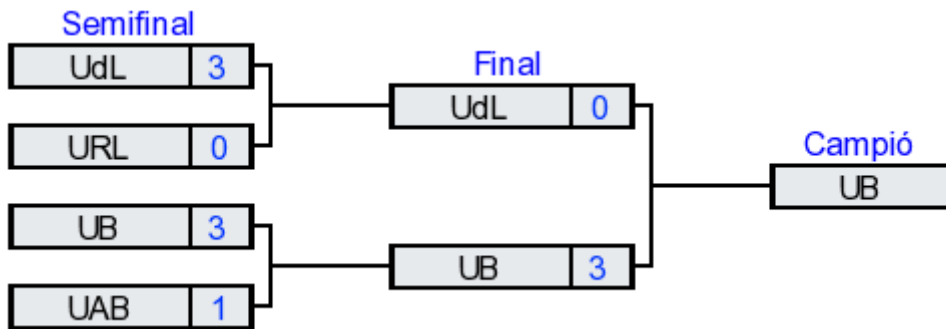 Semifinal
UdL 3
URL 0
UB 3
UAB 1
Final
UdL 0
UB 3
Campió
UB